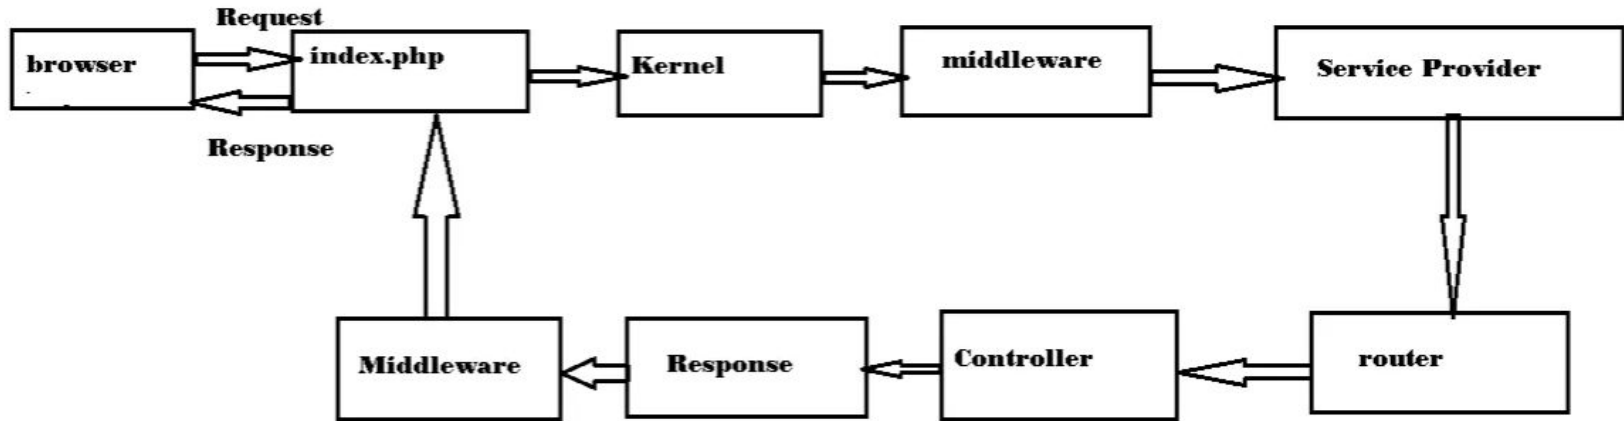 Request
browser
index.php
Kernel
middleware
Service Provider
Response
Middleware
Response
Controller
router